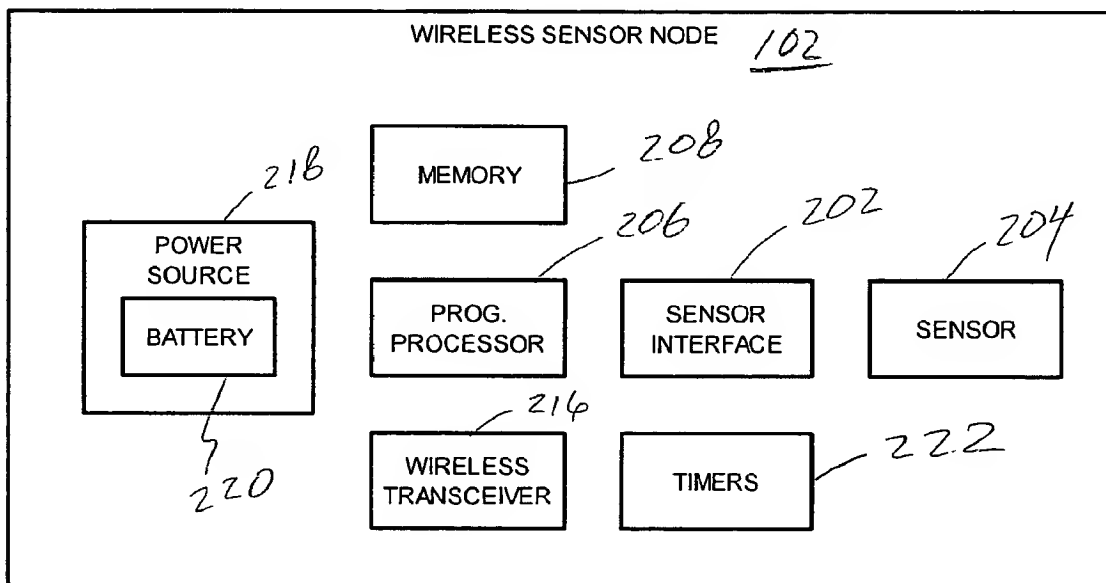 WIRELESS SENSOR NODE 102
MEMORY
208
218
POWER
SOURCE
BATTERY
220
206
PROG.
PROCESSOR
202
SENSOR
INTERFACE
204
SENSOR
216
WIRELESS
TRANSCEIVER
TIMERS
222